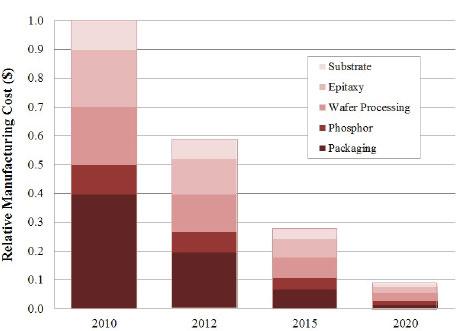 Relative Manufacturing Cost ($)
1.0
0.9
0.8
0.7
0.6
0.5
0.4
0.3
0.2
0.1
0.0
Substrate
Epitaxy
Wafer Processing
Phosphor
Packaging
2010 2012 2015 2020